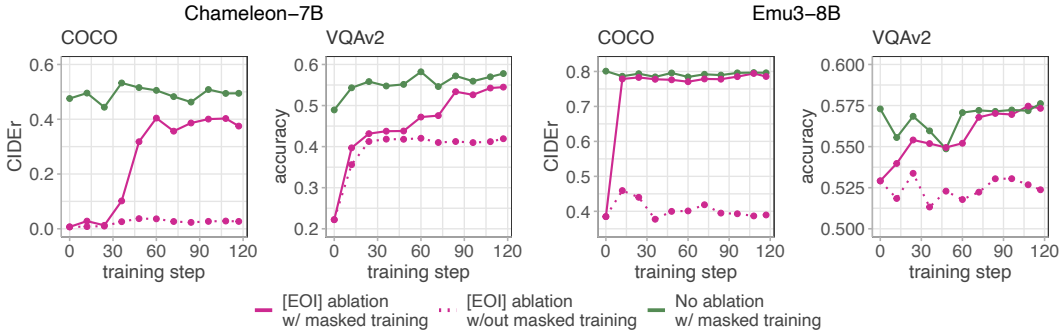 Chameleon-7B
Emu3-8B
COCO
VQAv2
COCO
VQAv2
CIDEr
0.6
0.4
0.2
0.0
0 30 60 90 120
training step
accuracy
0.6
0.5
0.4
0.3
0.2
0 30 60 90 120
training step
CIDEr
0.8
0.7
0.6
0.5
0.4
0 30 60 90 120
training step
accuracy
0.600
0.575
0.550
0.525
0.500
0 30 60 90 120
training step
[EOI] ablation
w/ masked training
[EOI] ablation
w/out masked training
No ablation
w/ masked training